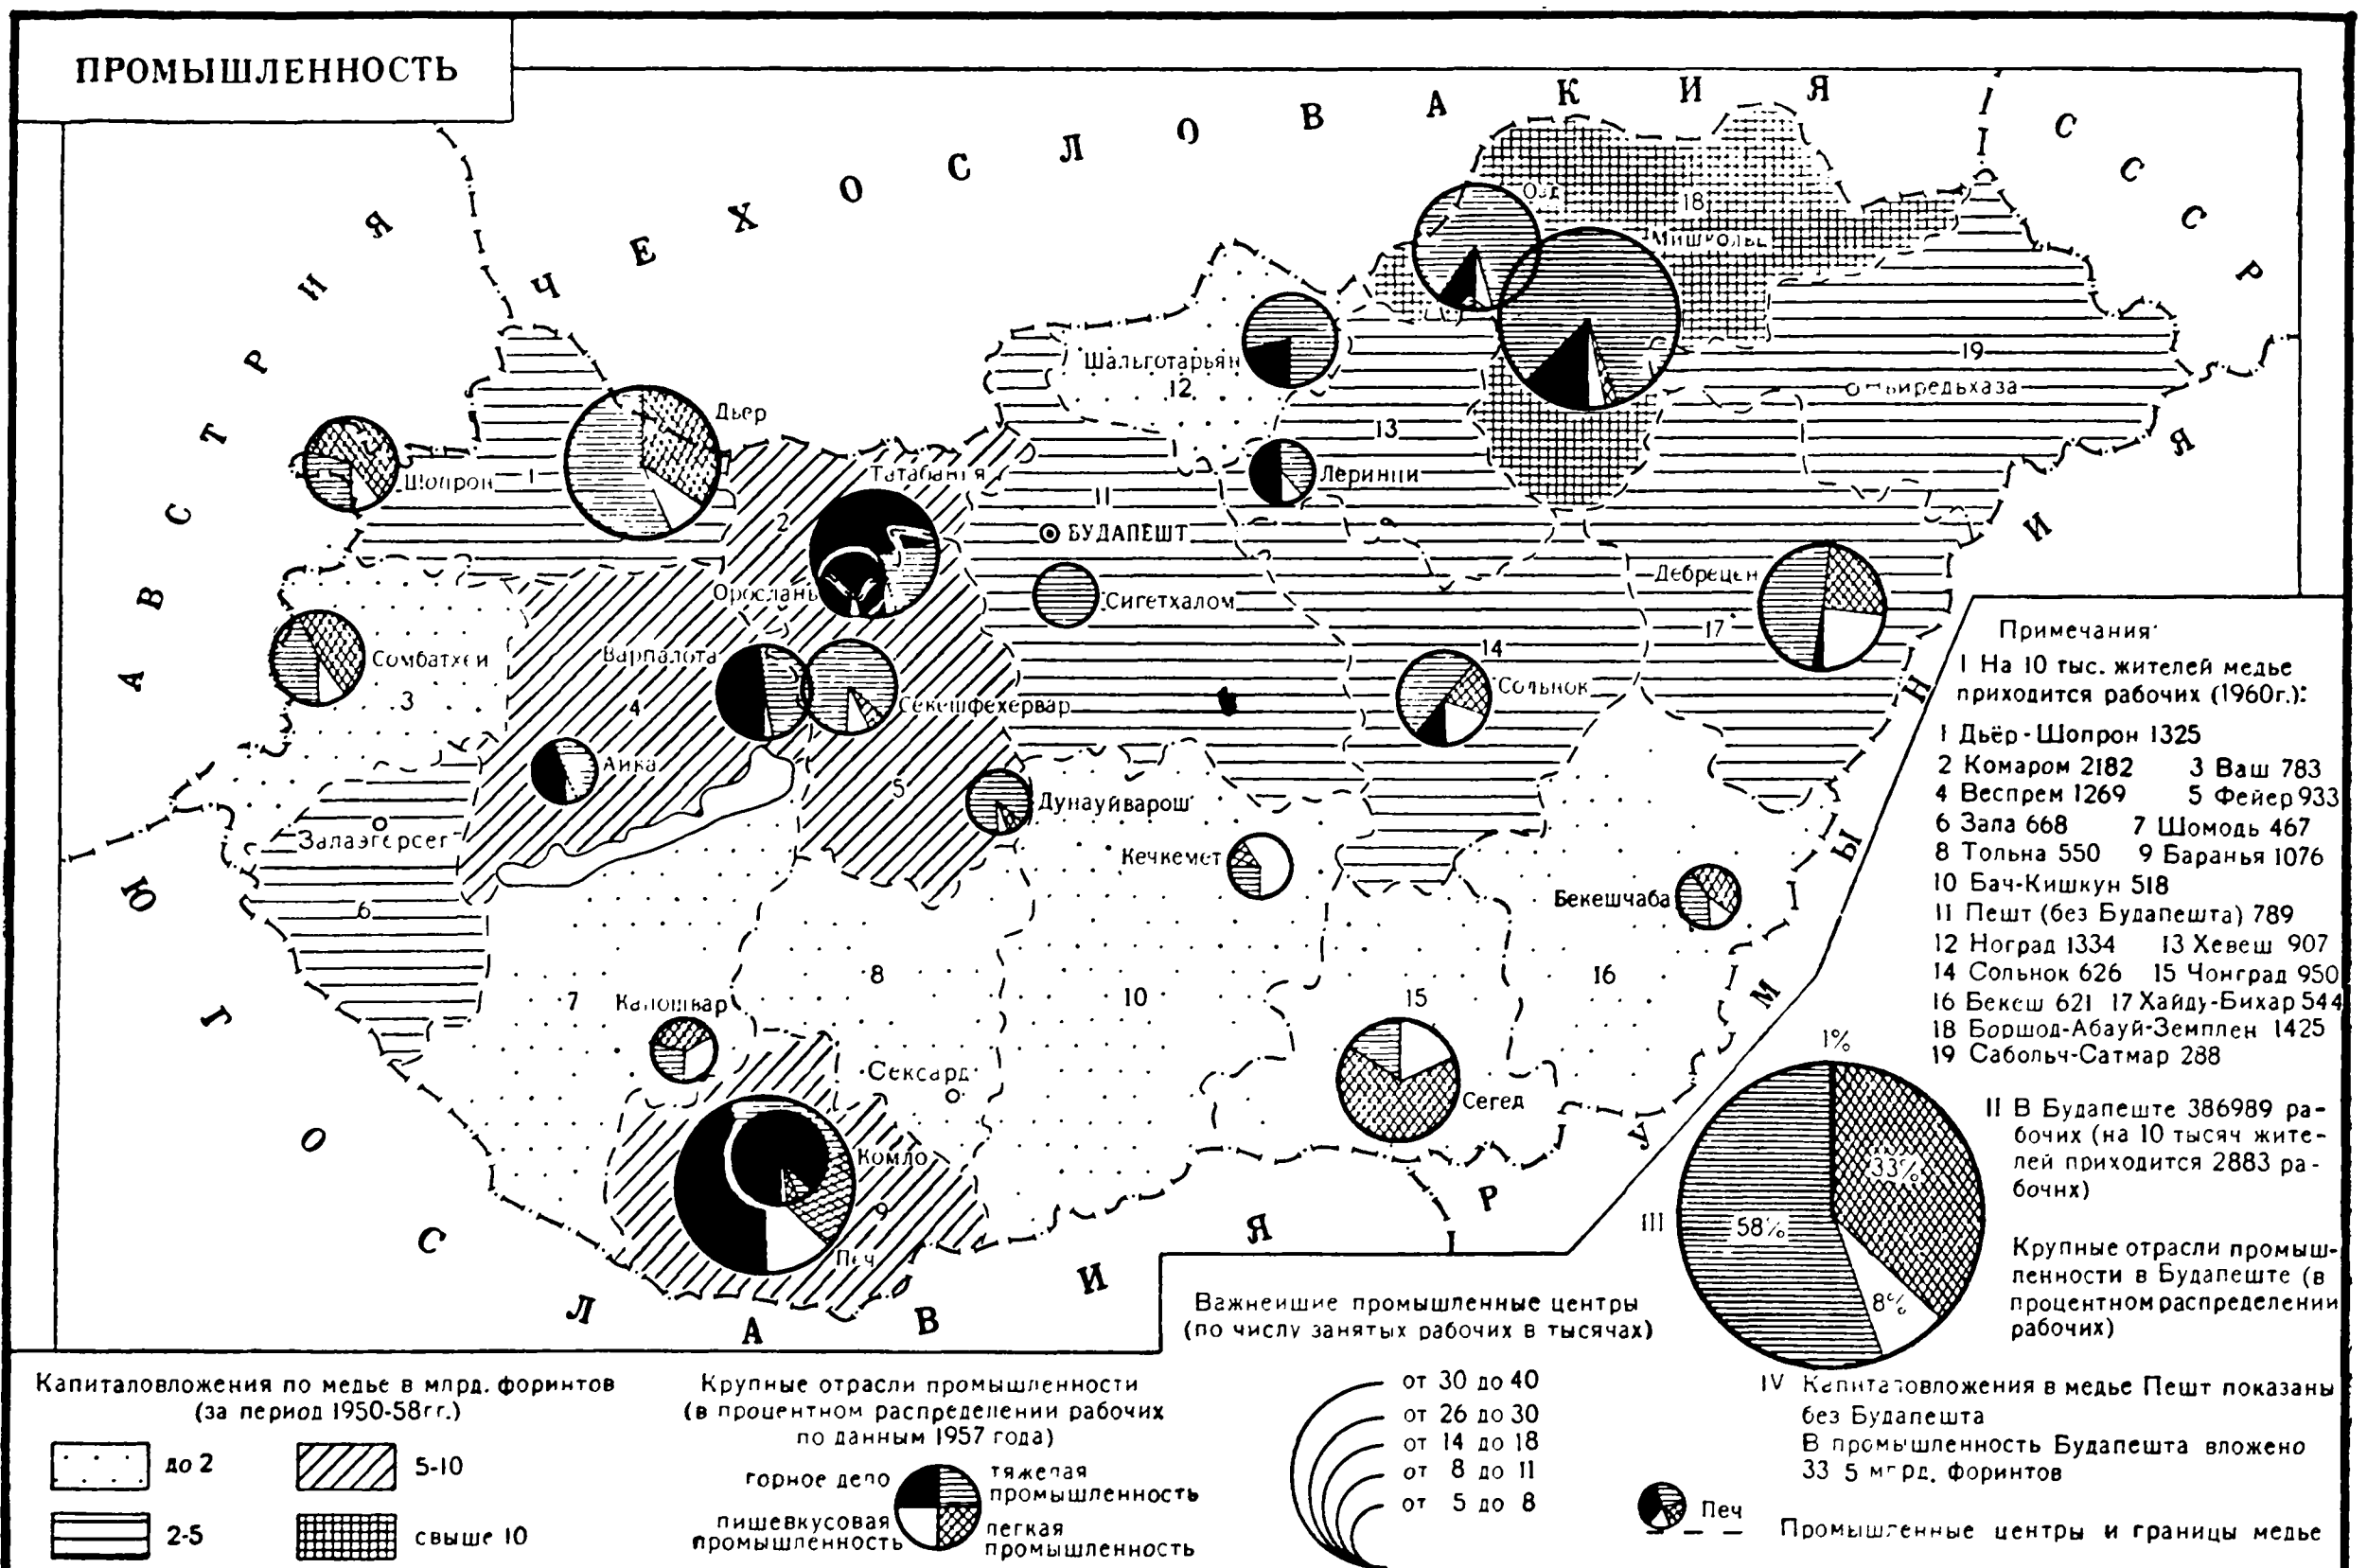 ПРОМЫШЛЕННОСТЬ
ЧЕХОСЛОВАКИЯ
СССР
АВСТРИЯ
18
Озд
Мишкольц
Шальготарьян
12
19
Дьер
13
Шопрон
1
Татабанья
Леринци
2
11
БУДАПЕШТ
Орослань
Сигетхалом
Дебрецен
17
Сомбатхеи
3
Варпалота
4
Секешфехервар
14
Сольнок
Аика
5
Дунауйварош
Залаэгерсег
Кечкемет
Бекешчаба
6
7
8
10
15
16
Капошвар
Сексард
Сегед
Комло
9
Печ
ЮГОСЛАВИЯ
РУМЫНИЯ
Примечания:
I На 10 тыс. жителей медье
приходится рабочих (1960г.):
1 Дьёр-Шопрон 1325
2 Комаром 2182 3 Ваш 783
4 Веспрем 1269 5 Фейер 933
6 Зала 668 7 Шомодь 467
8 Тольна 550 9 Баранья 1076
10 Бач-Кишкун 518
11 Пешт (без Будапешта) 789
12 Ноград 1334 13 Хевеш 907
14 Сольнок 626 15 Чонград 950
16 Бекеш 621 17 Хайду-Бихар 544
18 Боршод-Абауй-Земплен 1425
19 Сабольч-Сатмар 288
II В Будапеште 386989 ра-
бочих (на 10 тысяч жите-
лей приходится 2883 ра-
бочих)
III
1%
33%
58%
8%
Крупные отрасли промыш-
ленности в Будапеште (в
процентном распределении
рабочих)
IV Капиталовложения в медье Пешт показаны
без Будапешта
В промышленность Будапешта вложено
33 5 мгрд. форинтов
Печ
Промышленные центры и границы медье
Важнеишие промышленные центры
(по числу занятых рабочих в тысячах)
от 30 до 40
от 26 до 30
от 14 до 18
от 8 до 11
от 5 до 8
Капиталовложения по медье в млрд. форинтов
(за период 1950-58гг.)
до 2
5-10
2-5
свыше 10
Крупные отрасли промышленности
(в процентном распределении рабочих
по данным 1957 года)
горное дело
тяжелая
промышленность
пищевкусовая
промышленность
легкая
промышленность